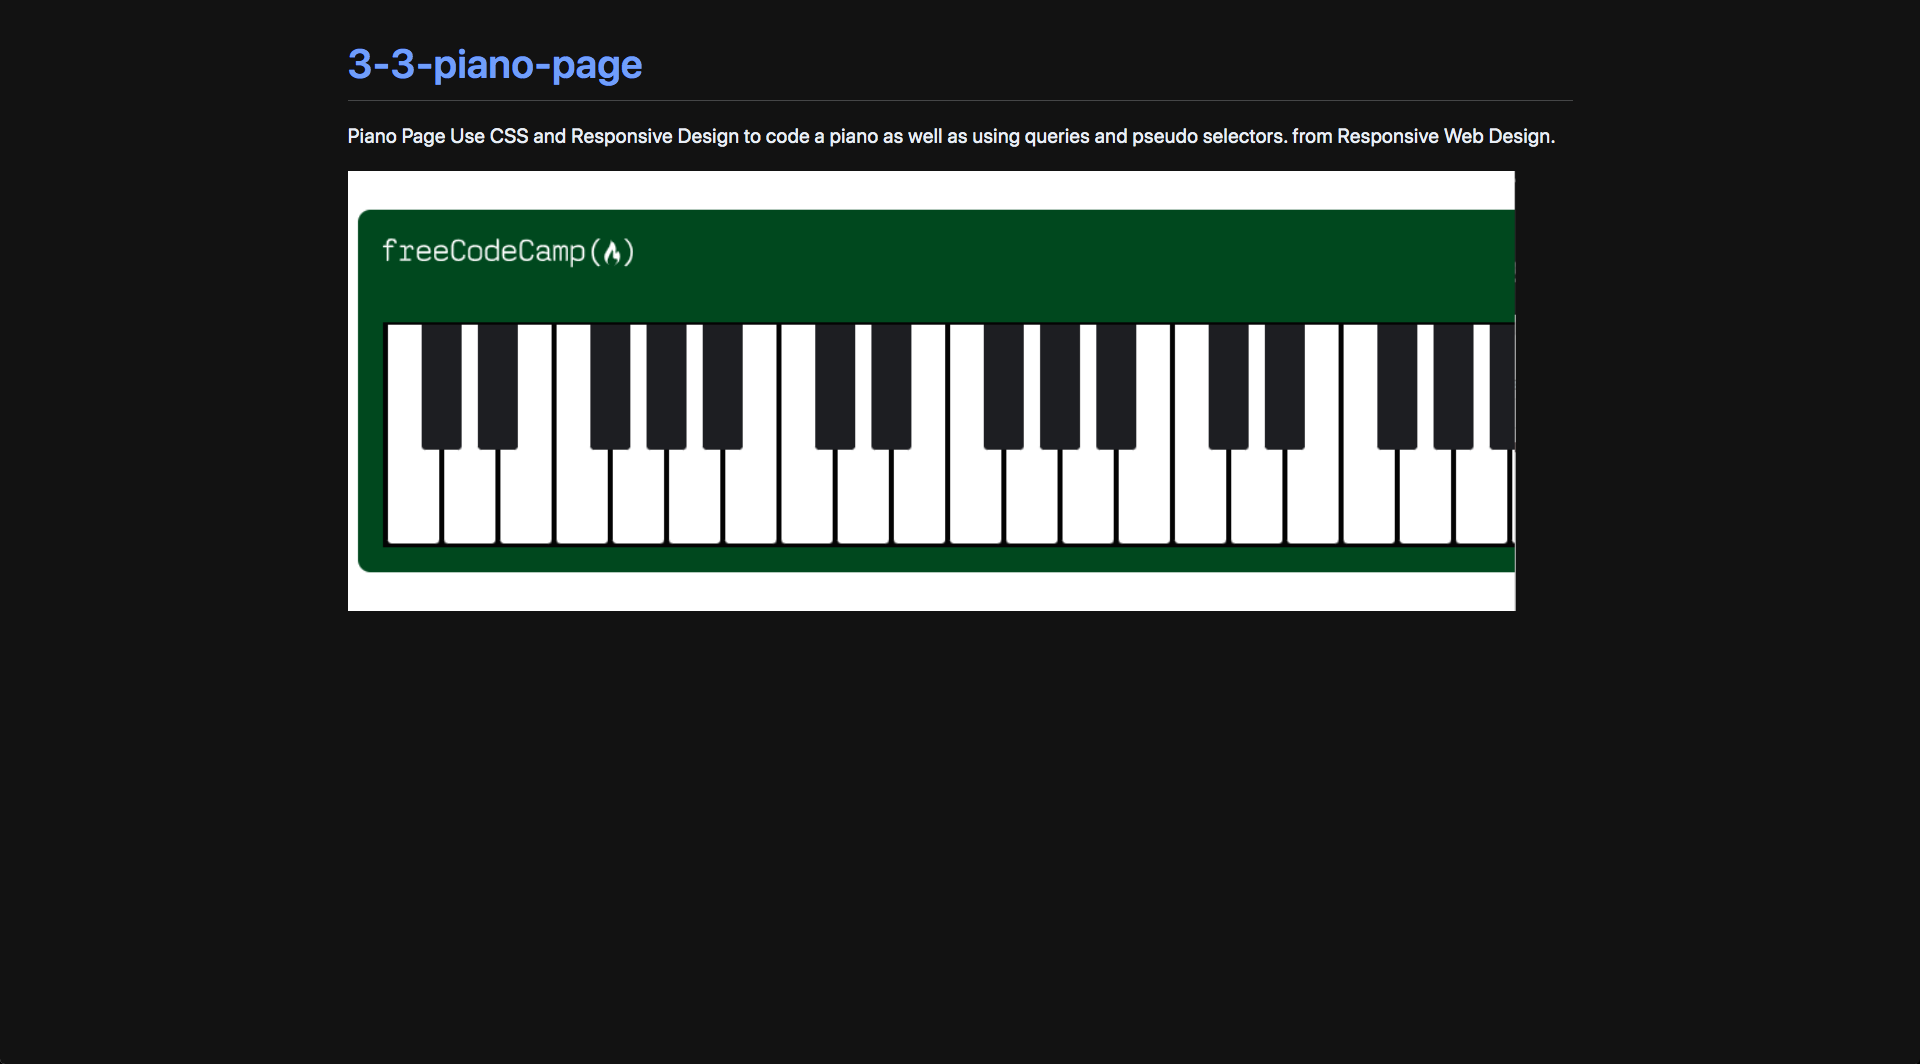 3-3-piano-page
Piano Page Use CSS and Responsive Design to code a piano as well as using queries and pseudo selectors. from Responsive Web Design.
freeCodeCamp(🔥)